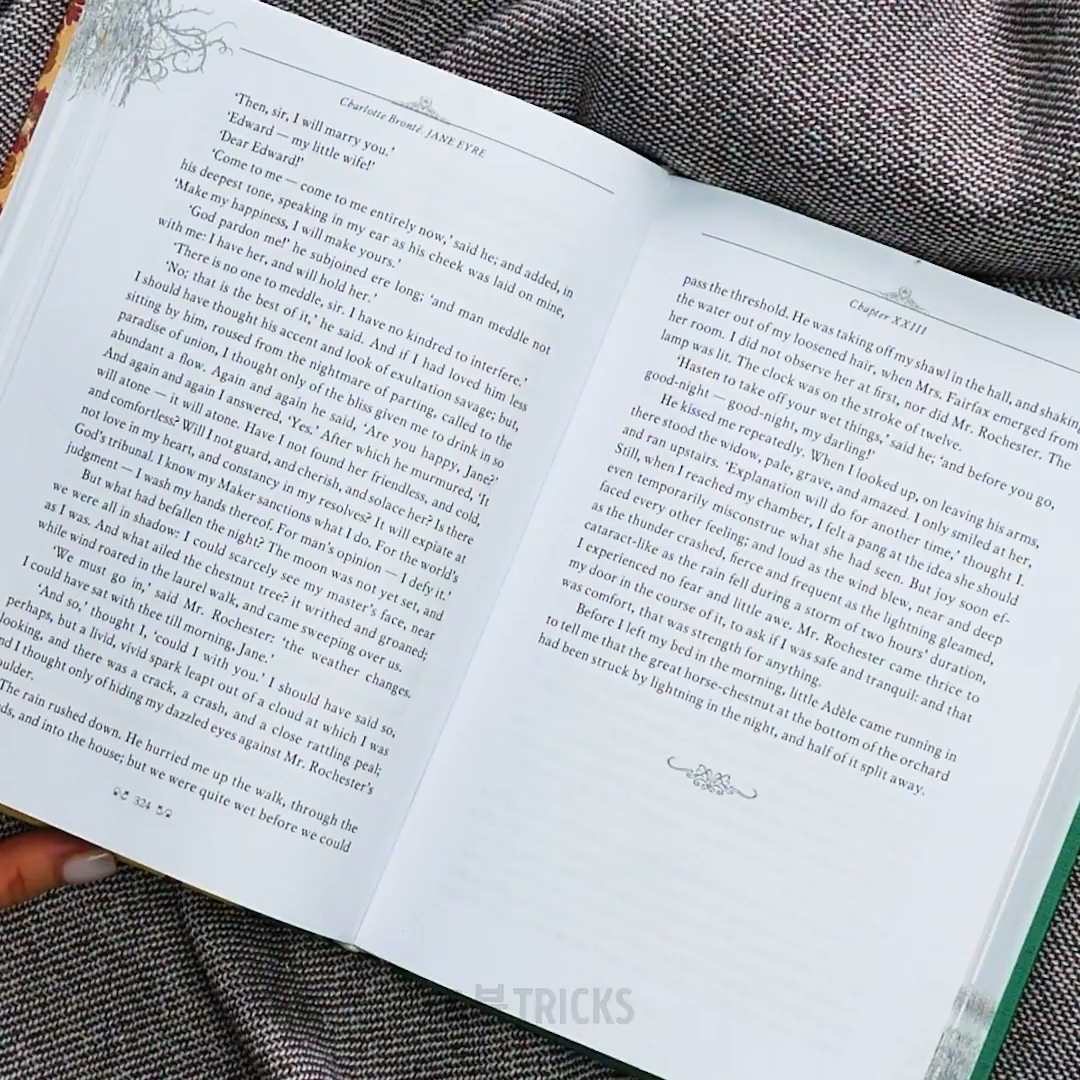 Charlotte Brontë. JANE EYRE
‘Then, sir, I will marry you.’
‘Edward — my little wife!’
‘Dear Edward!’
‘Come to me — come to me entirely now,’ said he; and added, in
his deepest tone, speaking in my ear as his cheek was laid on mine,
‘Make my happiness, I will make yours.’
‘God pardon me!’ he subjoined ere long; ‘and man meddle not
with me: I have her, and will hold her.’
‘There is no one to meddle, sir. I have no kindred to interfere.’
‘No; that is the best of it,’ he said. And if I had loved him less
I should have thought his accent and look of exultation savage; but,
sitting by him, roused from the nightmare of parting, called to the
paradise of union, I thought only of the bliss given me to drink in so
abundant a flow. Again and again he said, ‘Are you happy, Jane?’
And again and again I answered, ‘Yes.’ After which he murmured, ‘It
will atone — it will atone. Have I not found her friendless, and cold,
and comfortless? Will I not guard, and cherish, and solace her? Is there
not love in my heart, and constancy in my resolves? It will expiate at
God’s tribunal. I know my Maker sanctions what I do. For the world’s
judgment — I wash my hands thereof. For man’s opinion — I defy it.’
But what had befallen the night? The moon was not yet set, and
we were all in shadow: I could scarcely see my master’s face, near
as I was. And what ailed the chestnut tree? it writhed and groaned;
while wind roared in the laurel walk, and came sweeping over us.
‘We must go in,’ said Mr. Rochester: ‘the weather changes.
I could have sat with thee till morning, Jane.’
‘And so,’ thought I, ‘could I with you.’ I should have said so,
perhaps, but a livid, vivid spark leapt out of a cloud at which I was
looking, and there was a crack, a crash, and a close rattling peal;
and I thought only of hiding my dazzled eyes against Mr. Rochester’s
oulder.
The rain rushed down. He hurried me up the walk, through the
ds, and into the house; but we were quite wet before we could
324
Chapter XXIII
pass the threshold. He was taking off my shawl in the hall, and shaking
the water out of my loosened hair, when Mrs. Fairfax emerged from
her room. I did not observe her at first, nor did Mr. Rochester. The
lamp was lit. The clock was on the stroke of twelve.
‘Hasten to take off your wet things,’ said he; ‘and before you go,
good-night — good-night, my darling!’
He kissed me repeatedly. When I looked up, on leaving his arms,
there stood the widow, pale, grave, and amazed. I only smiled at her,
and ran upstairs. ‘Explanation will do for another time,’ thought I.
Still, when I reached my chamber, I felt a pang at the idea she should
even temporarily misconstrue what she had seen. But joy soon ef-
faced every other feeling; and loud as the wind blew, near and deep
as the thunder crashed, fierce and frequent as the lightning gleamed,
cataract-like as the rain fell during a storm of two hours’ duration,
I experienced no fear and little awe. Mr. Rochester came thrice to
my door in the course of it, to ask if I was safe and tranquil: and that
was comfort, that was strength for anything.
Before I left my bed in the morning, little Adèle came running in
to tell me that the great horse-chestnut at the bottom of the orchard
had been struck by lightning in the night, and half of it split away.
북TRICKS